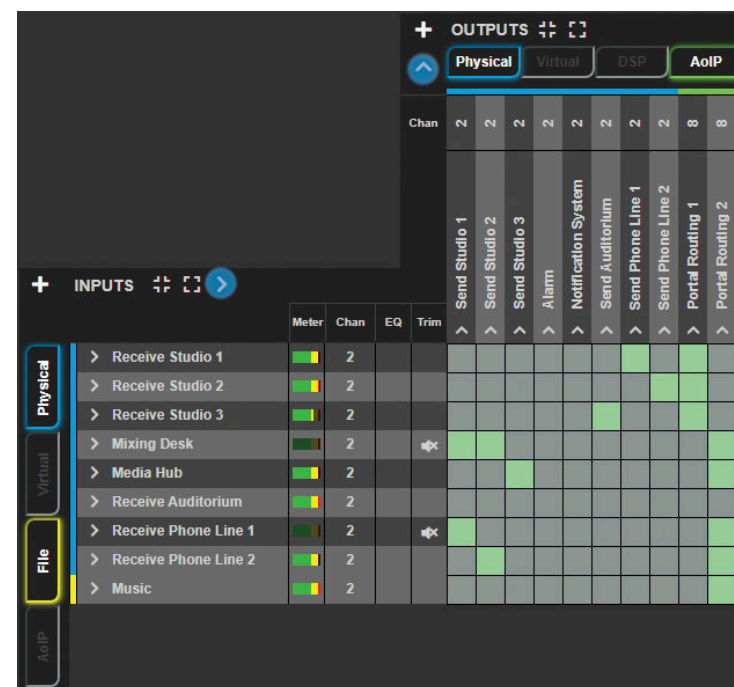 OUTPUTS
Physical Virtual DSP AoIP
Chan 2 2 2 2 2 2 2 2 8 8
Send Studio 1
Send Studio 2
Send Studio 3
Alarm
Notification System
Send Auditorium
Send Phone Line 1
Send Phone Line 2
Portal Routing 1
Portal Routing 2
INPUTS
Meter Chan EQ Trim
Physical
Virtual
File
AoIP
Receive Studio 1 2
Receive Studio 2 2
Receive Studio 3 2
Mixing Desk 2
Media Hub 2
Receive Auditorium 2
Receive Phone Line 1 2
Receive Phone Line 2 2
Music 2